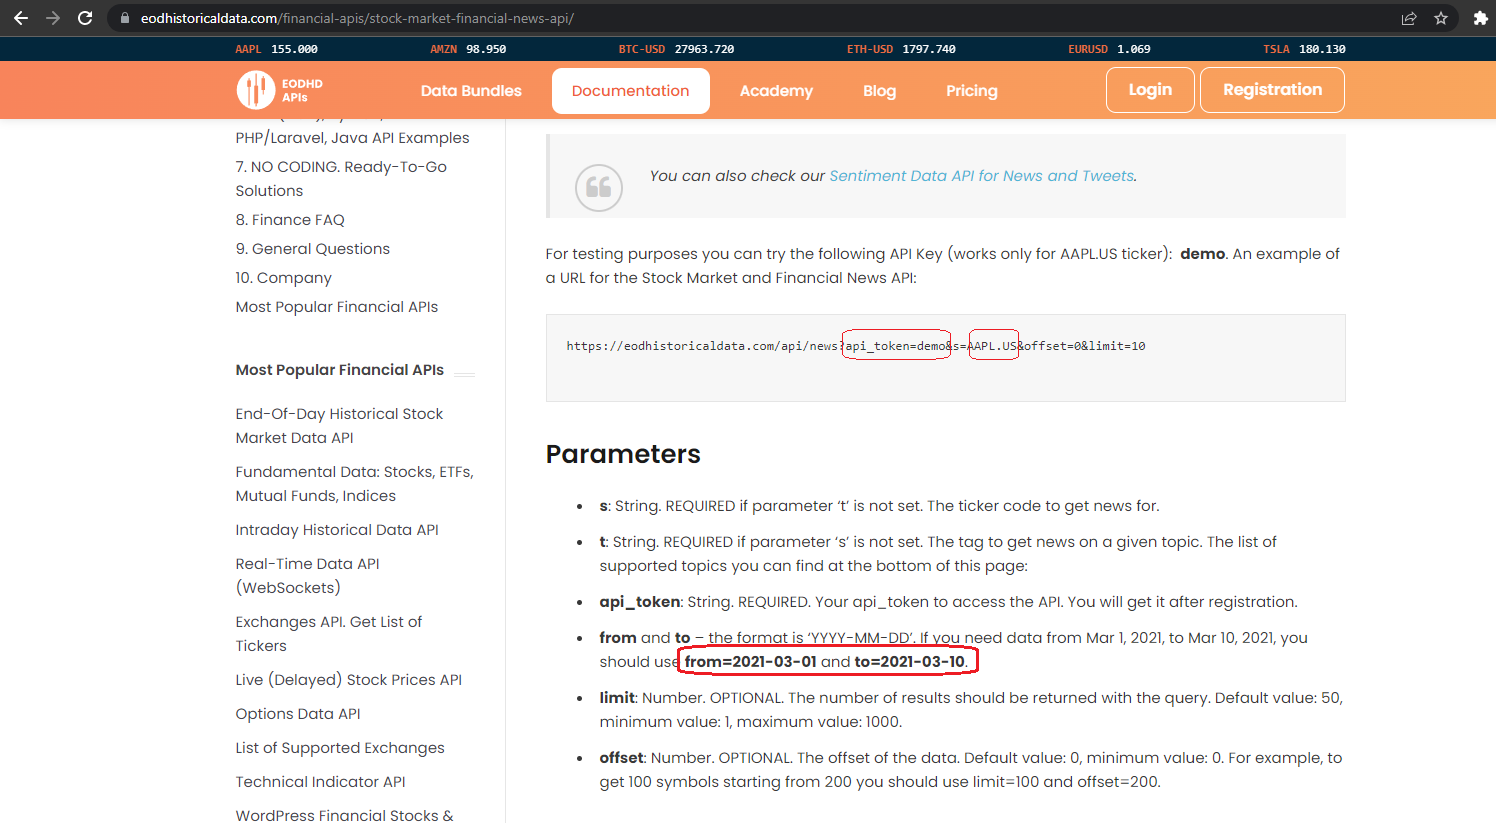 eodhistoricaldata.com/financial-apis/stock-market-financial-news-api/
AAPL 155.000 AMZN 98.950 BTC-USD 27963.720 ETH-USD 1797.740 EURUSD 1.069 TSLA 180.130
EODHD
APIs
Data Bundles Documentation Academy Blog Pricing Login Registration
PHP/Laravel, Java API Examples
7. NO CODING. Ready-To-Go
Solutions
8. Finance FAQ
9. General Questions
10. Company
Most Popular Financial APIs
Most Popular Financial APIs
End-Of-Day Historical Stock
Market Data API
Fundamental Data: Stocks, ETFs,
Mutual Funds, Indices
Intraday Historical Data API
Real-Time Data API
(WebSockets)
Exchanges API. Get List of
Tickers
Live (Delayed) Stock Prices API
Options Data API
List of Supported Exchanges
Technical Indicator API
WordPress Financial Stocks &
You can also check our Sentiment Data API for News and Tweets.
For testing purposes you can try the following API Key (works only for AAPL.US ticker): demo. An example of
a URL for the Stock Market and Financial News API:
https://eodhistoricaldata.com/api/news?api_token=demo&s=AAPL.US&offset=0&limit=10
Parameters
• s: String. REQUIRED if parameter ‘t’ is not set. The ticker code to get news for.
• t: String. REQUIRED if parameter ‘s’ is not set. The tag to get news on a given topic. The list of
supported topics you can find at the bottom of this page:
• api_token: String. REQUIRED. Your api_token to access the API. You will get it after registration.
• from and to – the format is ‘YYYY-MM-DD’. If you need data from Mar 1, 2021, to Mar 10, 2021, you
should use from=2021-03-01 and to=2021-03-10.
• limit: Number. OPTIONAL. The number of results should be returned with the query. Default value: 50,
minimum value: 1, maximum value: 1000.
• offset: Number. OPTIONAL. The offset of the data. Default value: 0, minimum value: 0. For example, to
get 100 symbols starting from 200 you should use limit=100 and offset=200.